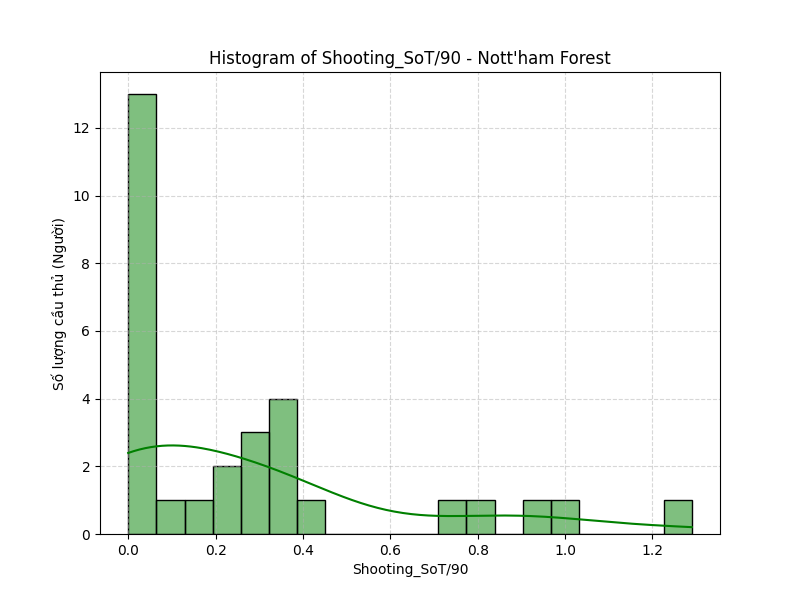 Histogram of Shooting_SoT/90 - Nott'ham Forest
Số lượng cầu thủ (Người)
12
10
8
6
4
2
0
0.0 0.2 0.4 0.6 0.8 1.0 1.2
Shooting_SoT/90